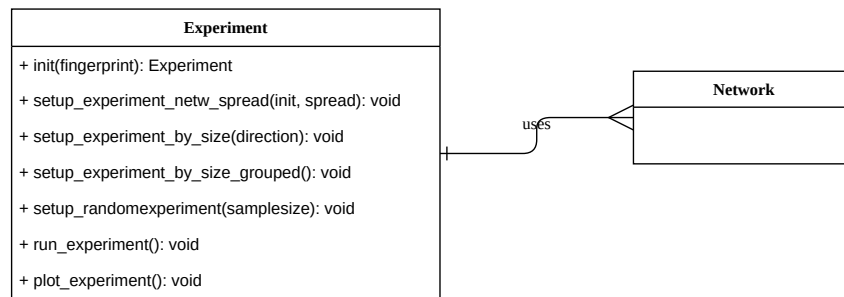 Experiment
+ init(fingerprint): Experiment
+ setup_experiment_netw_spread(init, spread): void
+ setup_experiment_by_size(direction): void
+ setup_experiment_by_size_grouped(): void
+ setup_randomexperiment(samplesize): void
+ run_experiment(): void
+ plot_experiment(): void
uses
Network